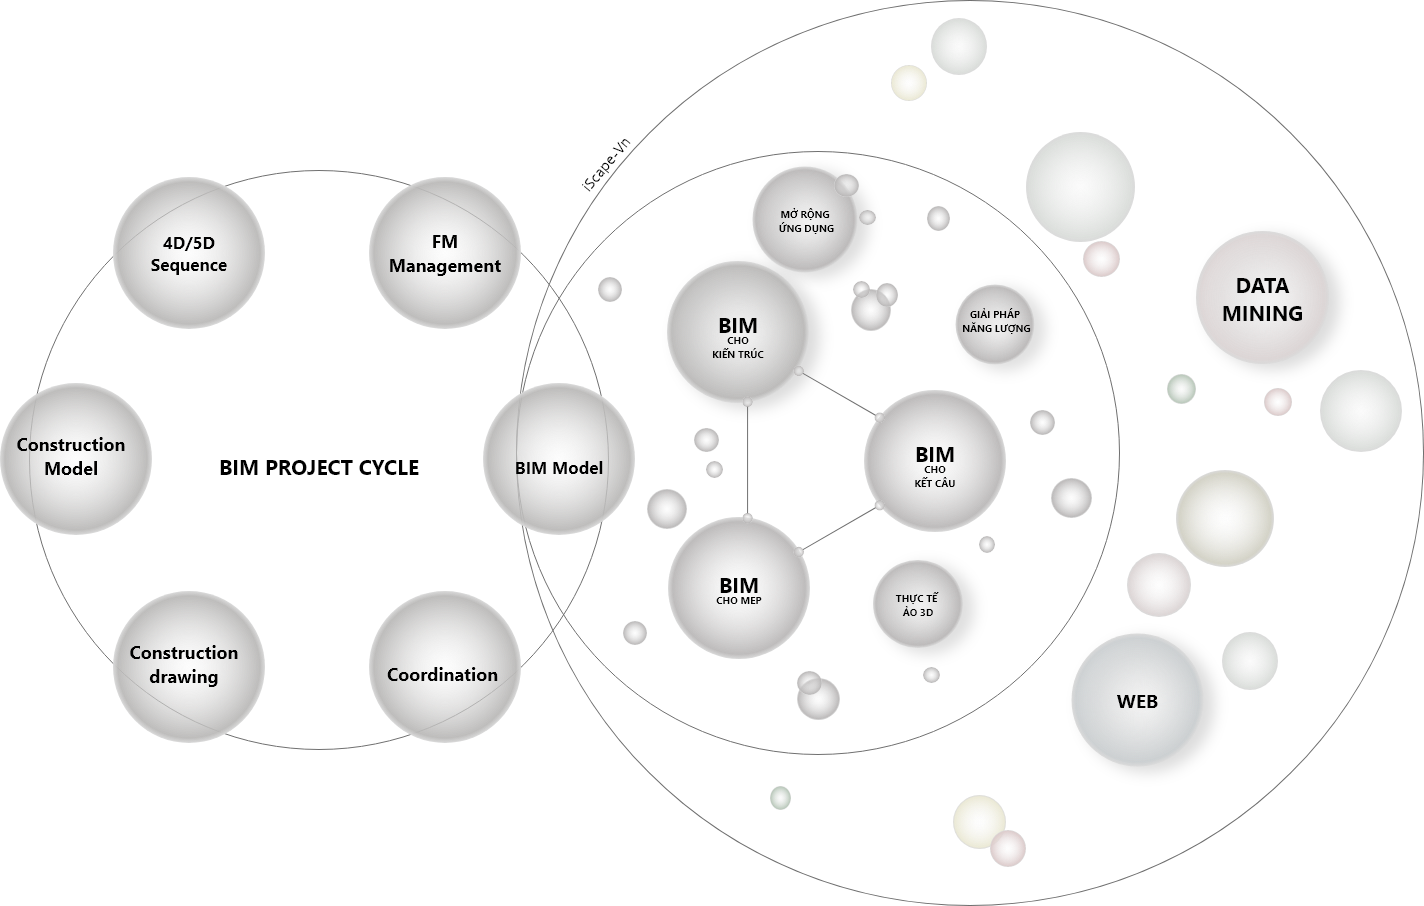 4D/5D
Sequence
FM
Management
Construction
Model
BIM PROJECT CYCLE
BIM Model
Construction
drawing
Coordination
iScape-Vn
MỞ RỘNG
ỨNG DỤNG
BIM
CHO
KIẾN TRÚC
GIẢI PHÁP
NĂNG LƯỢNG
BIM
CHO
KẾT CÂU
BIM
CHO MEP
THỰC TẾ
ẢO 3D
DATA
MINING
WEB